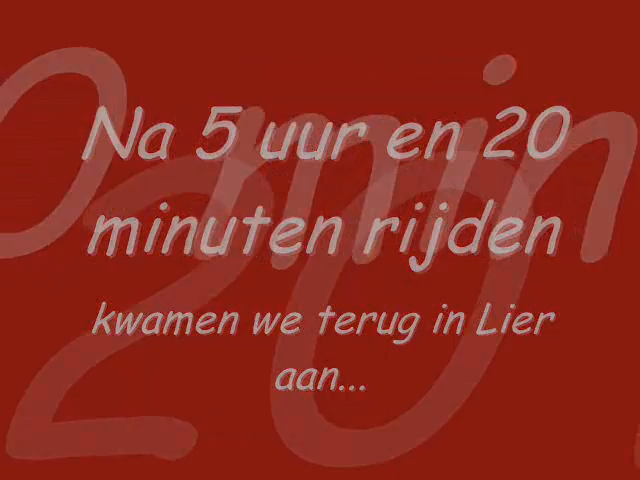 Na 5 uur en 20
minuten rijden
kwamen we terug in Lier
aan...